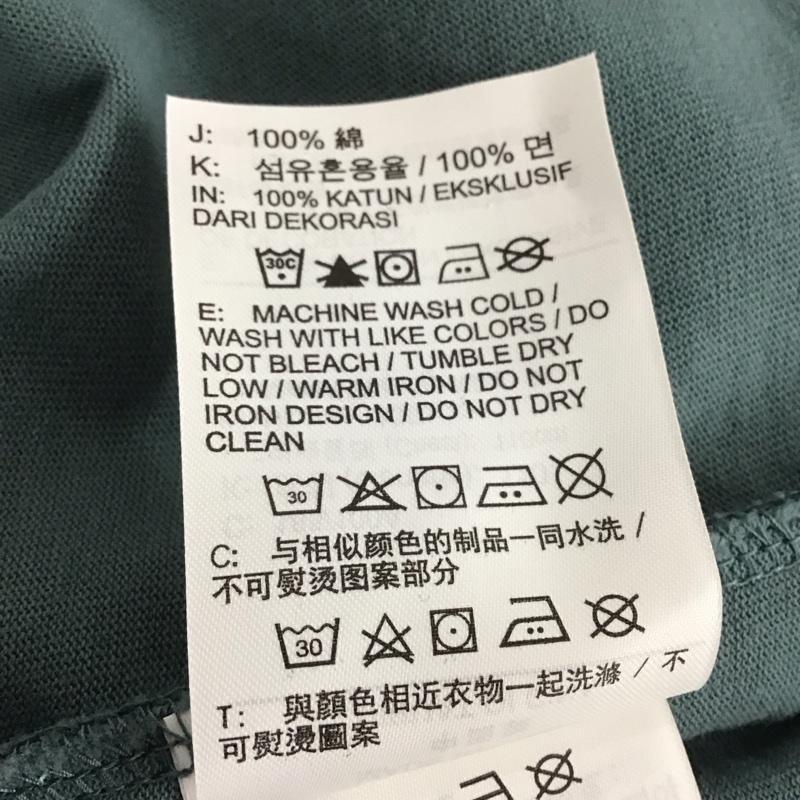 J: 100% 綿
K: 섬유혼용율 / 100% 면
IN: 100% KATUN / EKSKLUSIF
DARI DEKORASI
30C
E: MACHINE WASH COLD /
WASH WITH LIKE COLORS / DO
NOT BLEACH / TUMBLE DRY
LOW / WARM IRON / DO NOT
IRON DESIGN / DO NOT DRY
CLEAN
30
C: 与相似颜色的制品一同水洗 /
不可熨烫图案部分
30
T: 與顏色相近衣物一起洗滌 / 不
可熨燙圖案